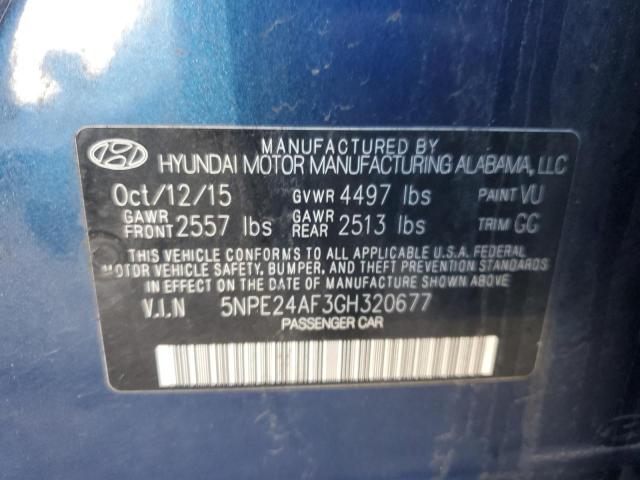 MANUFACTURED BY
HYUNDAI MOTOR MANUFACTURING ALABAMA, LLC
Oct/12/15 GVWR 4497 lbs PAINT VU
GAWR FRONT 2557 lbs GAWR REAR 2513 lbs TRIM GG
THIS VEHICLE CONFORMS TO ALL APPLICABLE U.S.A. FEDERAL
MOTOR VEHICLE SAFETY, BUMPER, AND THEFT PREVENTION STANDARDS
IN EFFECT ON THE DATE OF MANUFACTURE SHOWN ABOVE
V.I.N 5NPE24AF3GH320677
PASSENGER CAR